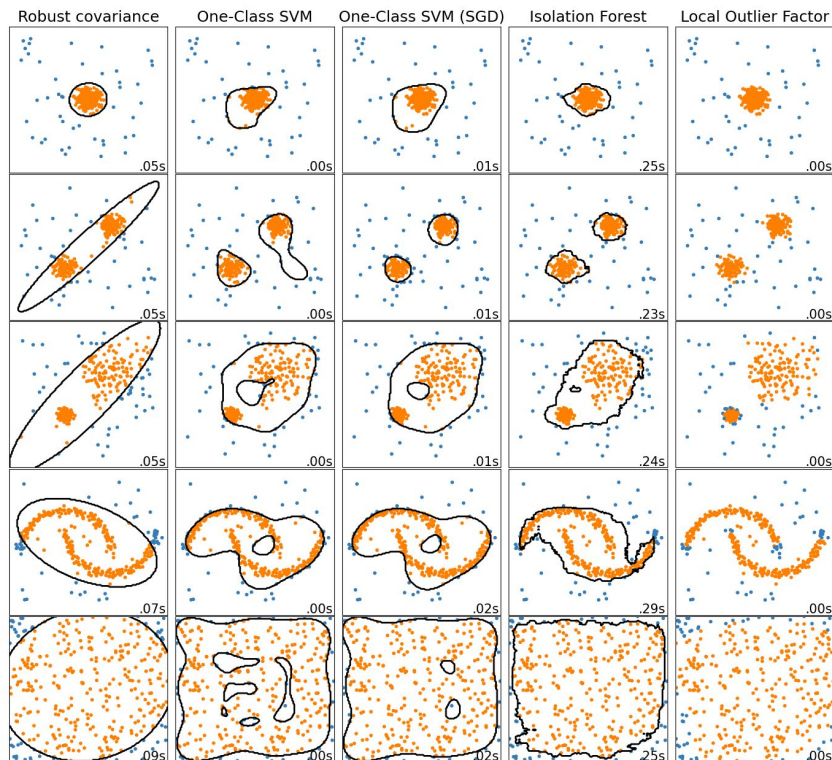 Robust covariance One-Class SVM One-Class SVM (SGD) Isolation Forest Local Outlier Factor
.05s .00s .01s .25s .00s
.05s .00s .01s .23s .00s
.05s .00s .01s .24s .00s
.07s .00s .02s .29s .00s
.09s .00s .02s .25s .00s